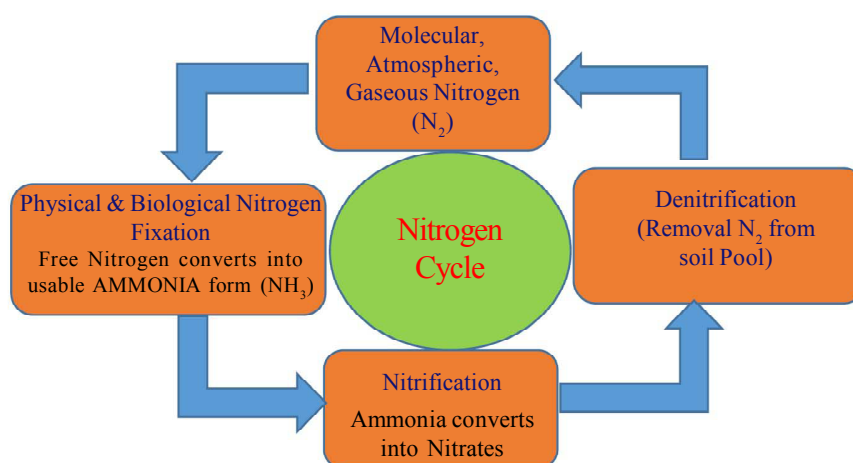 Molecular,
Atmospheric,
Gaseous Nitrogen
(N₂)
Physical & Biological Nitrogen
Fixation
Free Nitrogen converts into
usable AMMONIA form (NH₃)
Nitrogen
Cycle
Denitrification
(Removal N₂ from
soil Pool)
Nitrification
Ammonia converts
into Nitrates